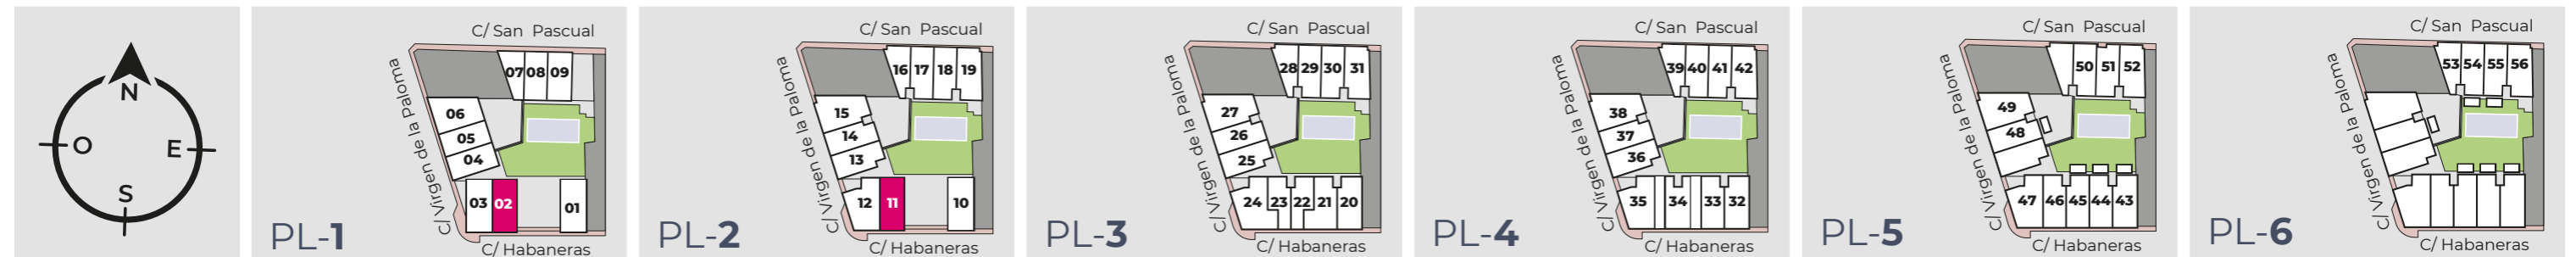 N
O
E
S
C/ San Pascual
C/Virgen de la Paloma
07 08 09
06
05
04
03 02 01
C/ Habaneras
PL-1
C/ San Pascual
C/Virgen de la Paloma
16 17 18 19
15
14
13
12 11 10
C/ Habaneras
PL-2
C/ San Pascual
C/Virgen de la Paloma
28 29 30 31
27
26
25
24 23 22 21 20
C/ Habaneras
PL-3
C/ San Pascual
C/Virgen de la Paloma
39 40 41 42
38
37
36
35 34 33 32
C/ Habaneras
PL-4
C/ San Pascual
C/Virgen de la Paloma
50 51 52
49
48
47 46 45 44 43
C/ Habaneras
PL-5
C/ San Pascual
C/Virgen de la Paloma
53 54 55 56
C/ Habaneras
PL-6